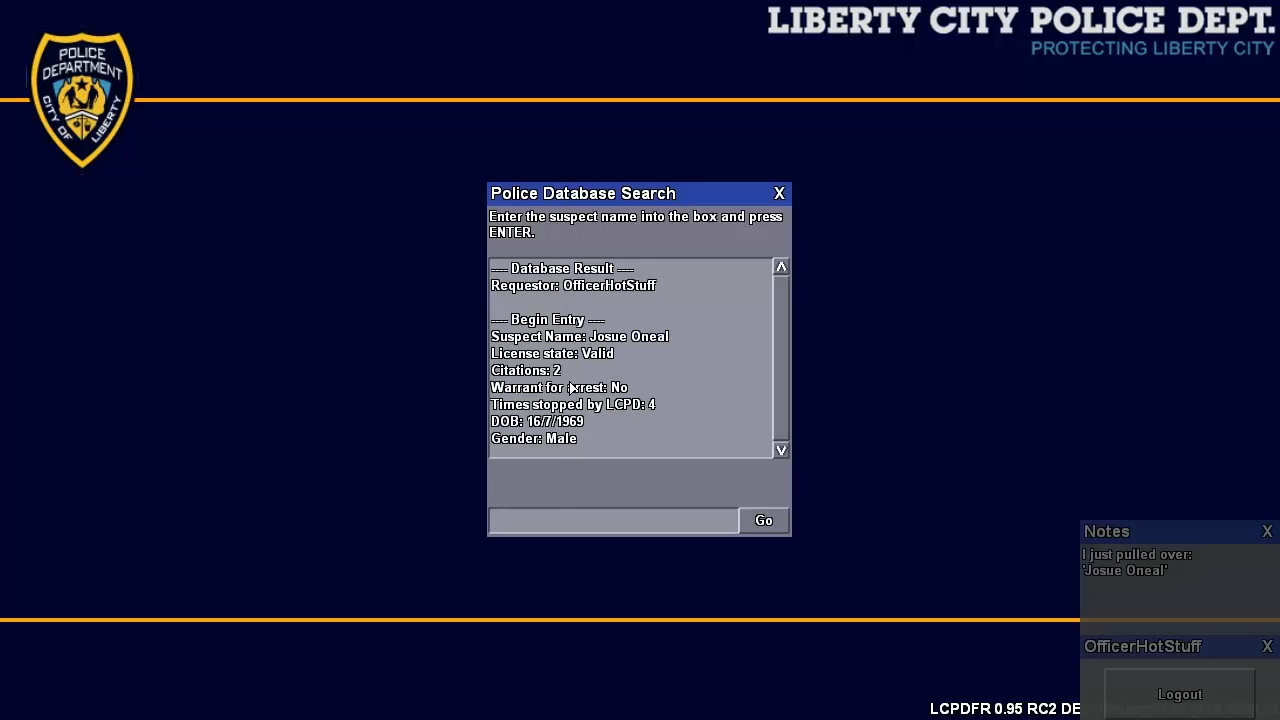 LIBERTY CITY POLICE DEPT.
PROTECTING LIBERTY CITY
POLICE
DEPARTMENT
CITY OF LIBERTY
Police Database Search X
Enter the suspect name into the box and press
ENTER.
---- Database Result ----
Requestor: OfficerHotStuff
---- Begin Entry ----
Suspect Name: Josue Oneal
License state: Valid
Citations: 2
Warrant for arrest: No
Times stopped by LCPD: 4
DOB: 16/7/1969
Gender: Male
Go
Notes X
I just pulled over:
'Josue Oneal'
OfficerHotStuff X
Logout
LCPDFR 0.95 RC2 DE